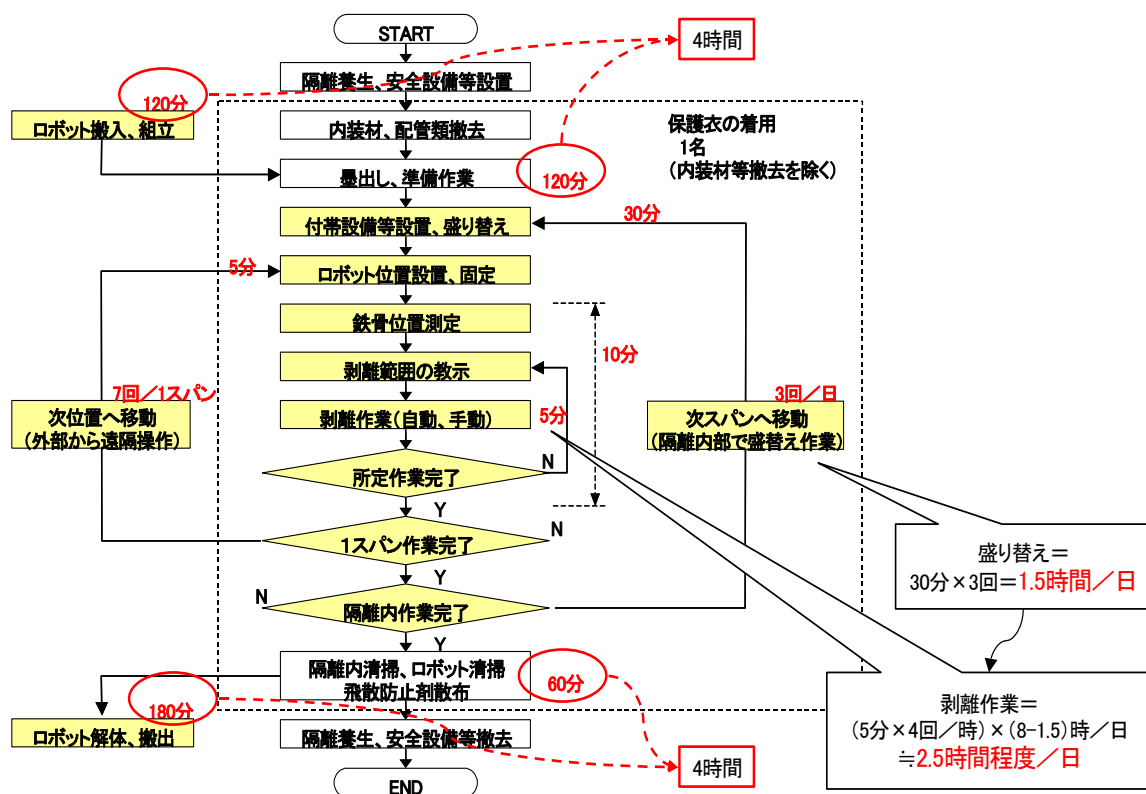 START
4時間
隔離養生、安全設備等設置
120分
ロボット搬入、組立
内装材、配管類撤去
保護衣の着用
1名
(内装材等撤去を除く)
墨出し、準備作業
120分
付帯設備等設置、盛り替え
30分
5分
ロボット位置設置、固定
鉄骨位置測定
10分
剥離範囲の教示
7回／1スパン
3回／日
次位置へ移動
(外部から遠隔操作)
剥離作業(自動、手動)
5分
次スパンへ移動
(隔離内部で盛替え作業)
所定作業完了
N
Y
1スパン作業完了
N
Y
盛り替え＝
30分×3回＝1.5時間／日
N
隔離内作業完了
Y
隔離内清掃、ロボット清掃
飛散防止剤散布
60分
180分
剥離作業＝
(5分×4回／時)×(8−1.5)時／日
≒2.5時間程度／日
ロボット解体、搬出
隔離養生、安全設備等撤去
4時間
END